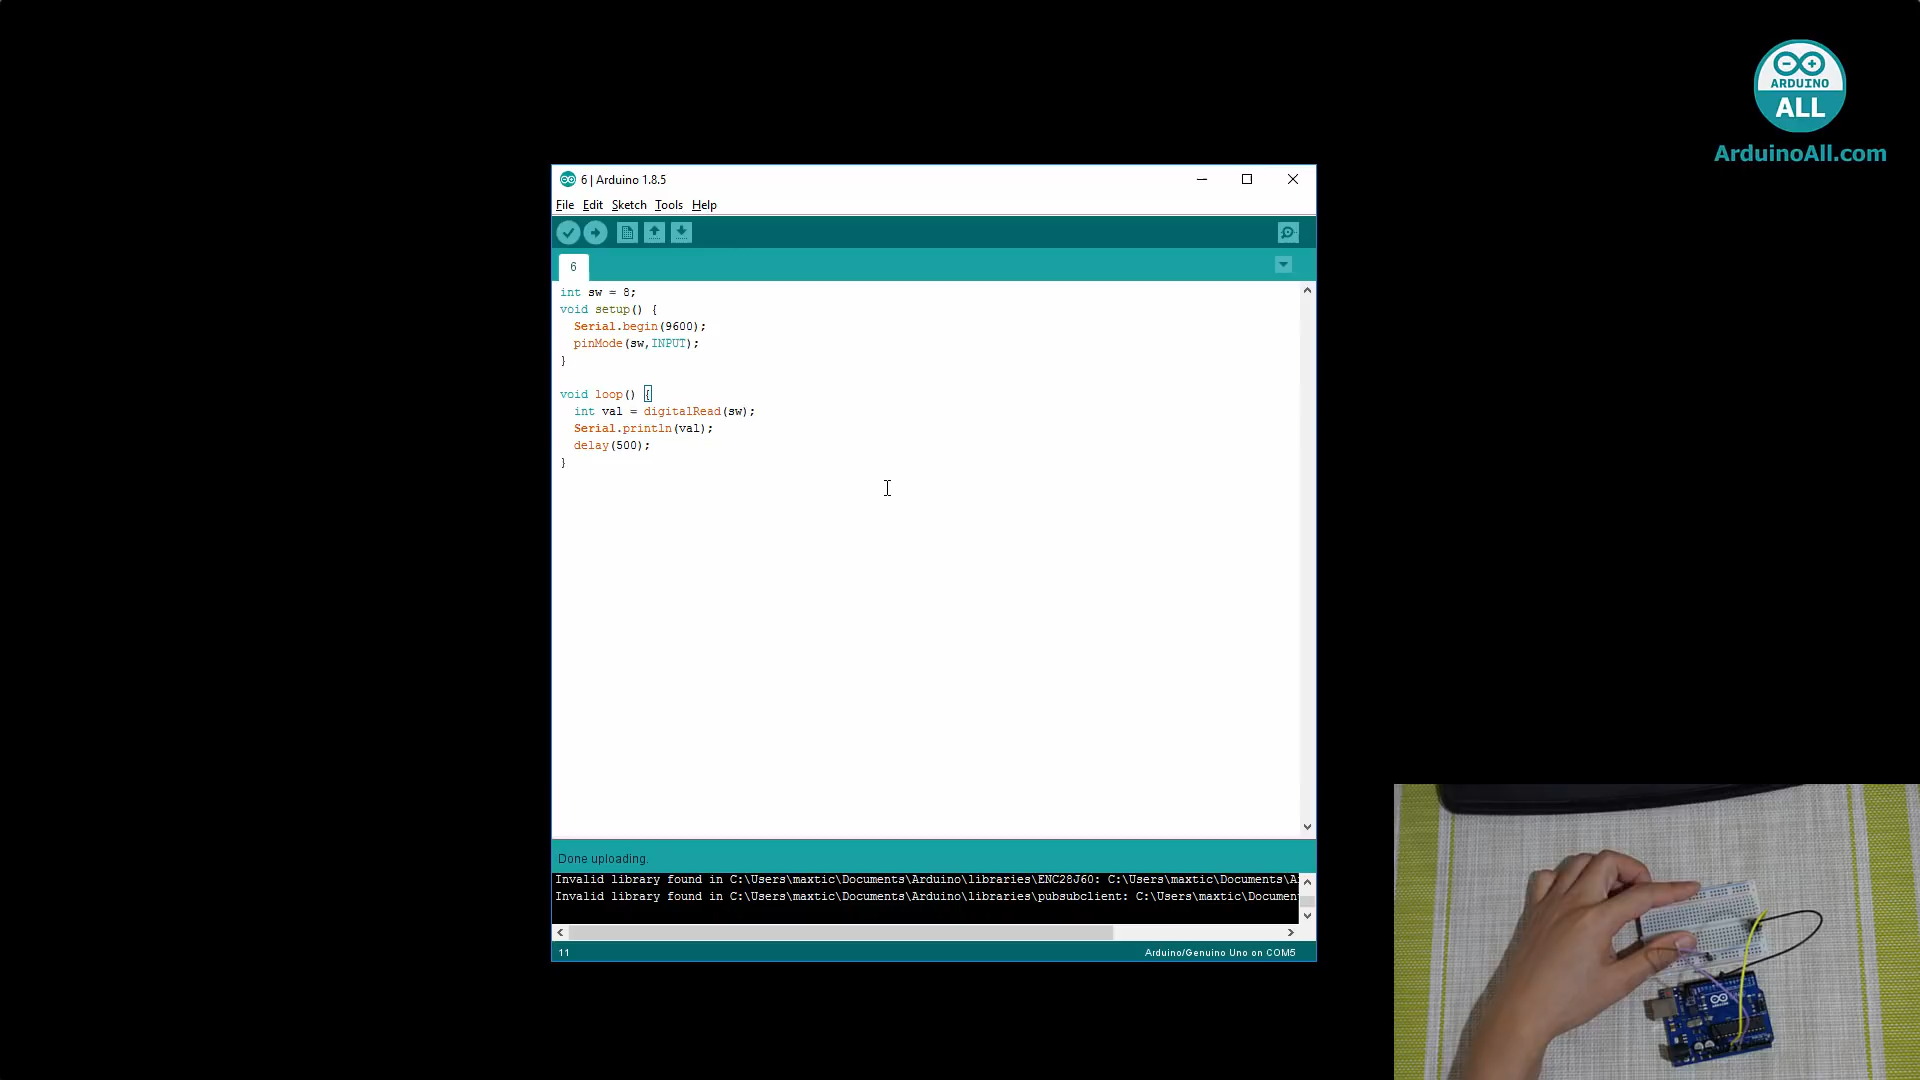 ARDUINO
ALL
ArduinoAll.com
6 | Arduino 1.8.5
File Edit Sketch Tools Help
6
int sw = 8;
void setup() {
  Serial.begin(9600);
  pinMode(sw,INPUT);
}
void loop() {
  int val = digitalRead(sw);
  Serial.println(val);
  delay(500);
}
Done uploading.
Invalid library found in C:\Users\maxtic\Documents\Arduino\libraries\ENC28J60: C:\Users\maxtic\Documents\A
Invalid library found in C:\Users\maxtic\Documents\Arduino\libraries\pubsubclient: C:\Users\maxtic\Documen
11
Arduino/Genuino Uno on COM5